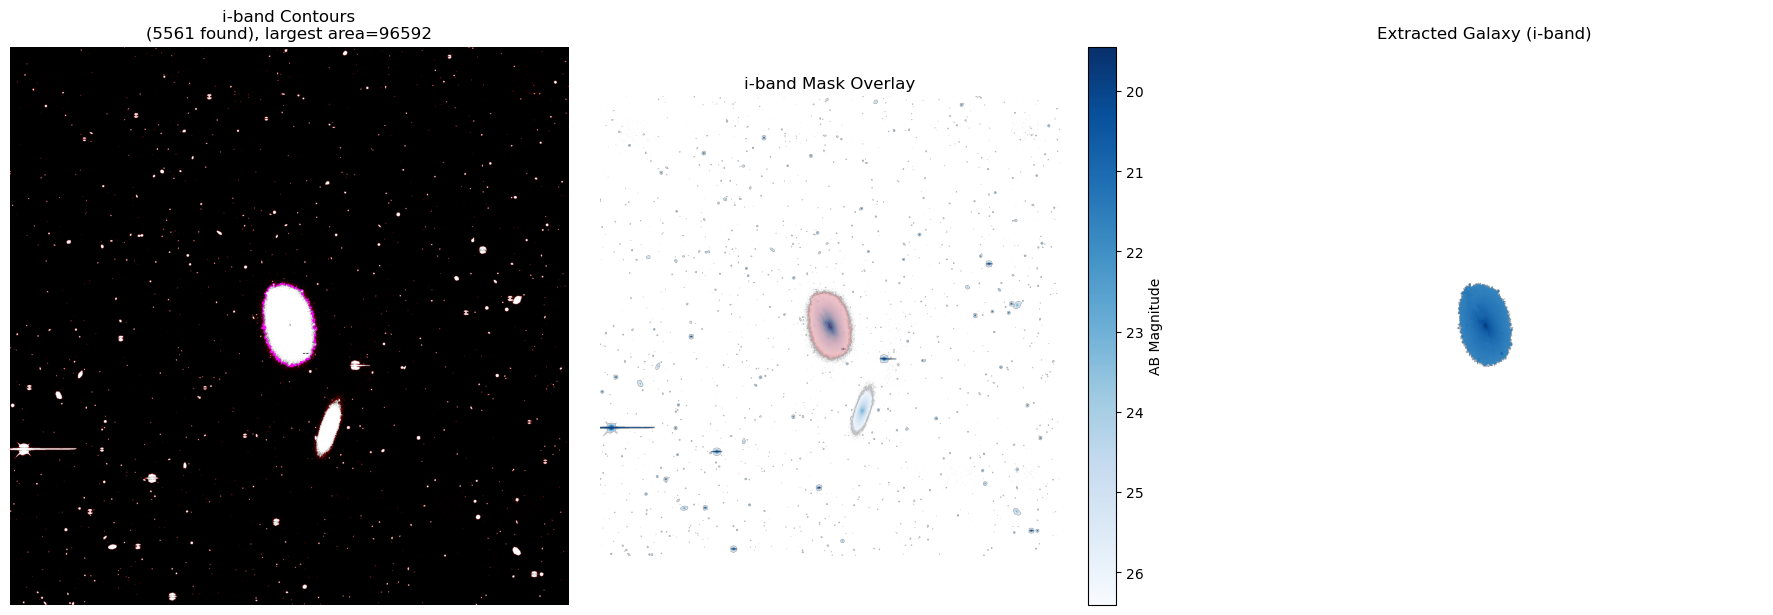 i-band Contours
(5561 found), largest area=96592
i-band Mask Overlay
20
21
22
23
24
25
26
AB Magnitude
Extracted Galaxy (i-band)